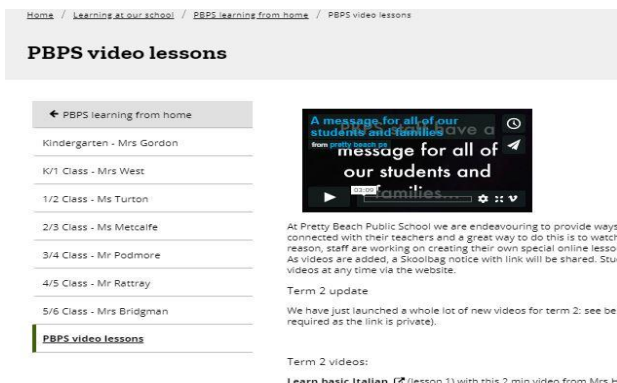 Home / Learning at our school / PBPS learning from home / PBPS video lessons
PBPS video lessons
← PBPS learning from home
Kindergarten - Mrs Gordon
K/1 Class - Mrs West
1/2 Class - Ms Turton
2/3 Class - Ms Metcalfe
3/4 Class - Mr Podmore
4/5 Class - Mr Rattray
5/6 Class - Mrs Bridgman
PBPS video lessons
A message for all of our
students and families
from pretty beach ps
PBPS staff have a
message for all of
our students and
families...
03:09
At Pretty Beach Public School we are endeavouring to provide ways
connected with their teachers and a great way to do this is to watch
reason, staff are working on creating their own special online
As videos are added, a Skoolbag notice with link will be shared.
videos at any time via the website.
Term 2 update
We have just launched a whole lot of new videos for term 2: see
required as the link is private).
Term 2 videos:
Learn basic Italian (lesson 1) with this 2 min video from Mrs